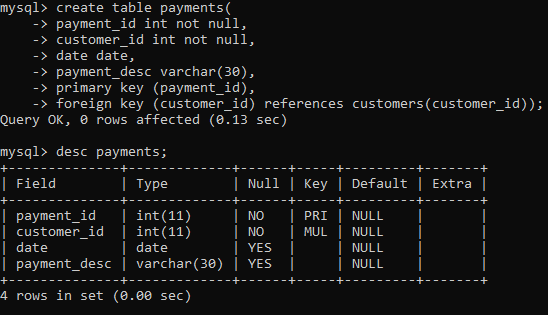 mysql> create table payments(
    -> payment_id int not null,
    -> customer_id int not null,
    -> date date,
    -> payment_desc varchar(30),
    -> primary key (payment_id),
    -> foreign key (customer_id) references customers(customer_id));
Query OK, 0 rows affected (0.13 sec)

mysql> desc payments;
+--------------+-------------+------+-----+---------+-------+
| Field        | Type        | Null | Key | Default | Extra |
+--------------+-------------+------+-----+---------+-------+
| payment_id   | int(11)     | NO   | PRI | NULL    |       |
| customer_id  | int(11)     | NO   | MUL | NULL    |       |
| date         | date        | YES  |     | NULL    |       |
| payment_desc | varchar(30) | YES  |     | NULL    |       |
+--------------+-------------+------+-----+---------+-------+
4 rows in set (0.00 sec)